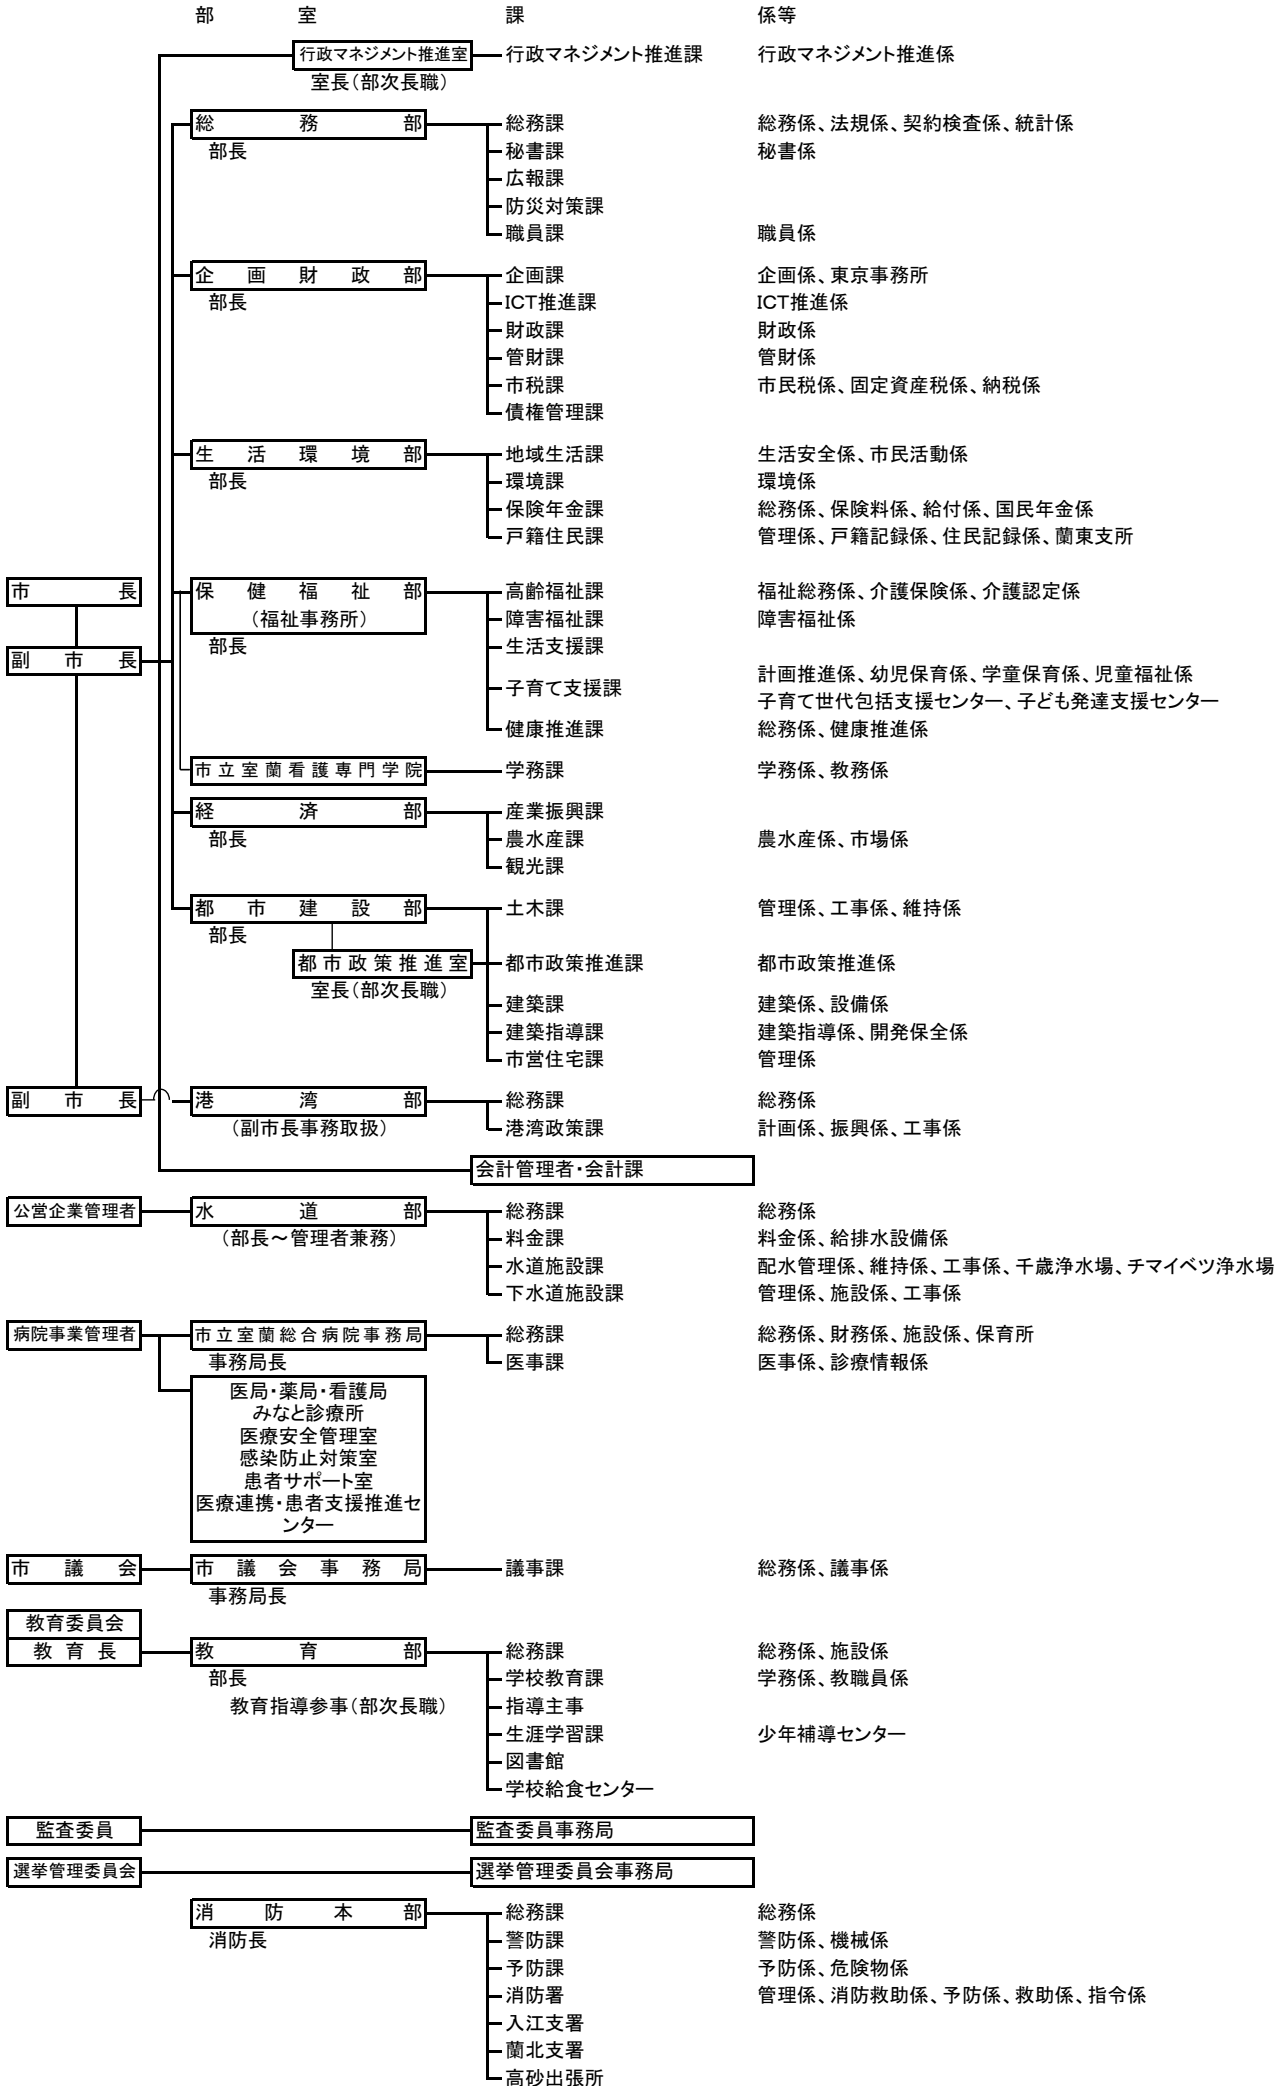 部 室 課 係等
行政マネジメント推進室 行政マネジメント推進課 行政マネジメント推進係
室長（部次長職）
総務部 総務課 総務係、法規係、契約検査係、統計係
部長 秘書課 秘書係
広報課
防災対策課
職員課 職員係
企画財政部 企画課 企画係、東京事務所
部長 ICT推進課 ICT推進係
財政課 財政係
管財課 管財係
市税課 市民税係、固定資産税係、納税係
債権管理課
生活環境部 地域生活課 生活安全係、市民活動係
部長 環境課 環境係
保険年金課 総務係、保険料係、給付係、国民年金係
戸籍住民課 管理係、戸籍記録係、住民記録係、蘭東支所
市長 保健福祉部 高齢福祉課 福祉総務係、介護保険係、介護認定係
（福祉事務所） 障害福祉課 障害福祉係
副市長 部長 生活支援課
計画推進係、幼児保育係、学童保育係、児童福祉係
子育て支援課
子育て世代包括支援センター、子ども発達支援センター
健康推進課 総務係、健康推進係
市立室蘭看護専門学院 学務課 学務係、教務係
経済部 産業振興課
部長 農水産課 農水産係、市場係
観光課
都市建設部 土木課 管理係、工事係、維持係
部長
都市政策推進室 都市政策推進課 都市政策推進係
室長（部次長職）
建築課 建築係、設備係
建築指導課 建築指導係、開発保全係
市営住宅課 管理係
副市長 港湾部 総務課 総務係
（副市長事務取扱） 港湾政策課 計画係、振興係、工事係
会計管理者・会計課
公営企業管理者 水道部 総務課 総務係
（部長～管理者兼務） 料金課 料金係、給排水設備係
水道施設課 配水管理係、維持係、工事係、千歳浄水場、チマイベツ浄水場
下水道施設課 管理係、施設係、工事係
病院事業管理者 市立室蘭総合病院事務局 総務課 総務係、財務係、施設係、保育所
事務局長 医事課 医事係、診療情報係
医局・薬局・看護局
みなと診療所
医療安全管理室
感染防止対策室
患者サポート室
医療連携・患者支援推進セ
ンター
市議会 市議会事務局 議事課 総務係、議事係
事務局長
教育委員会
教育長 教育部 総務課 総務係、施設係
部長 学校教育課 学務係、教職員係
教育指導参事（部次長職） 指導主事
生涯学習課 少年補導センター
図書館
学校給食センター
監査委員 監査委員事務局
選挙管理委員会 選挙管理委員会事務局
消防本部 総務課 総務係
消防長 警防課 警防係、機械係
予防課 予防係、危険物係
消防署 管理係、消防救助係、予防係、救助係、指令係
入江支署
蘭北支署
高砂出張所